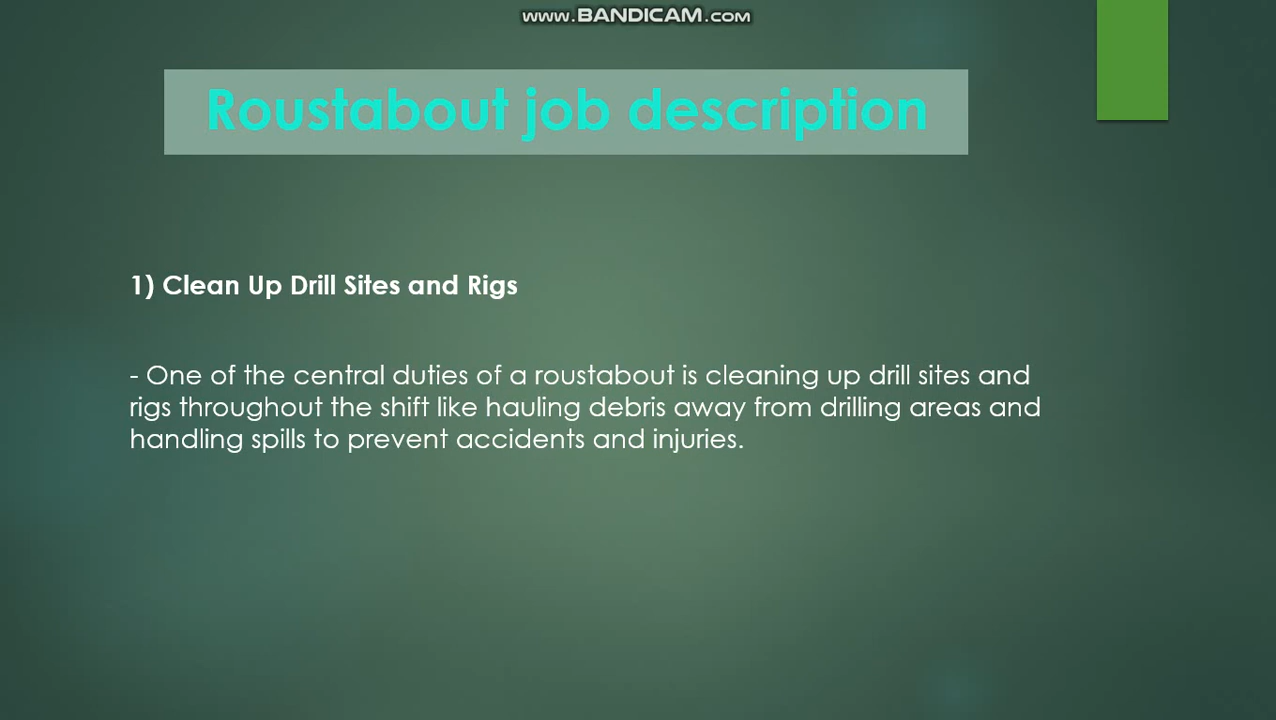 www.BANDICAM.com
Roustabout job description
1) Clean Up Drill Sites and Rigs
- One of the central duties of a roustabout is cleaning up drill sites and
rigs throughout the shift like hauling debris away from drilling areas and
handling spills to prevent accidents and injuries.